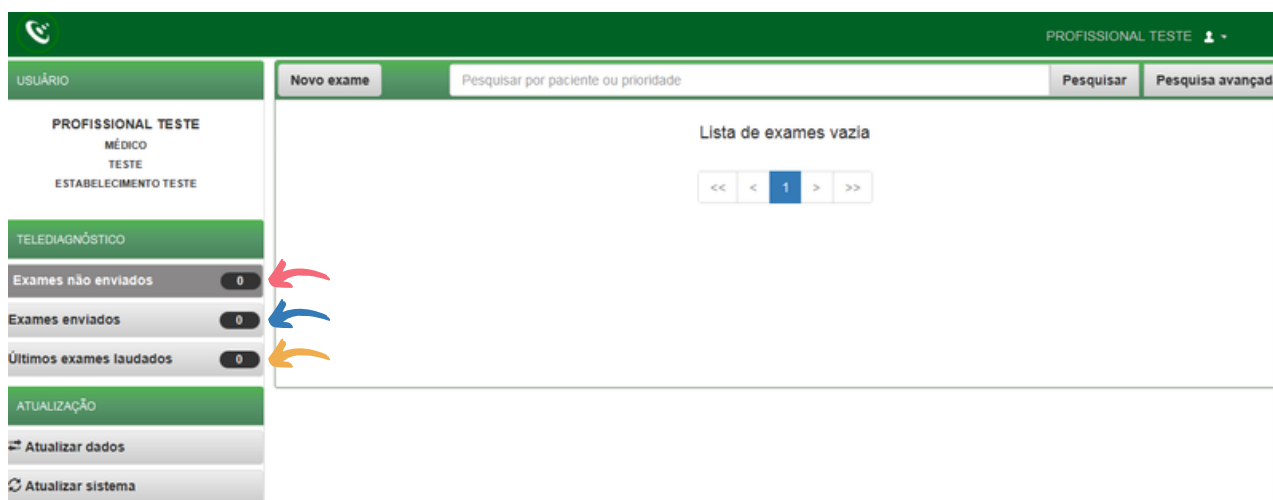 PROFISSIONAL TESTE
USUÁRIO
PROFISSIONAL TESTE
MÉDICO
TESTE
ESTABELECIMENTO TESTE
TELEDIAGNÓSTICO
Exames não enviados 0
Exames enviados 0
Últimos exames laudados 0
ATUALIZAÇÃO
Atualizar dados
Atualizar sistema
Novo exame Pesquisar por paciente ou prioridade Pesquisar Pesquisa avançad
Lista de exames vazia
<< < 1 > >>